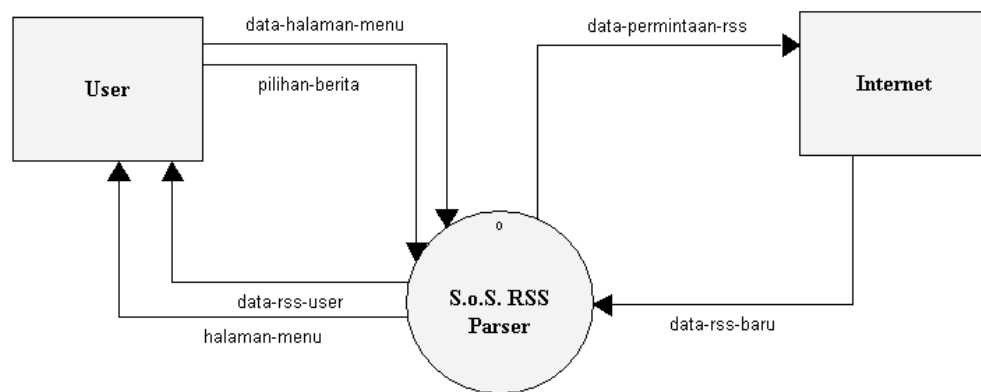 data-halaman-menu
data-permintaan-rss
User
pilihan-berita
Internet
0
S.o.S. RSS
Parser
data-rss-user
halaman-menu
data-rss-baru